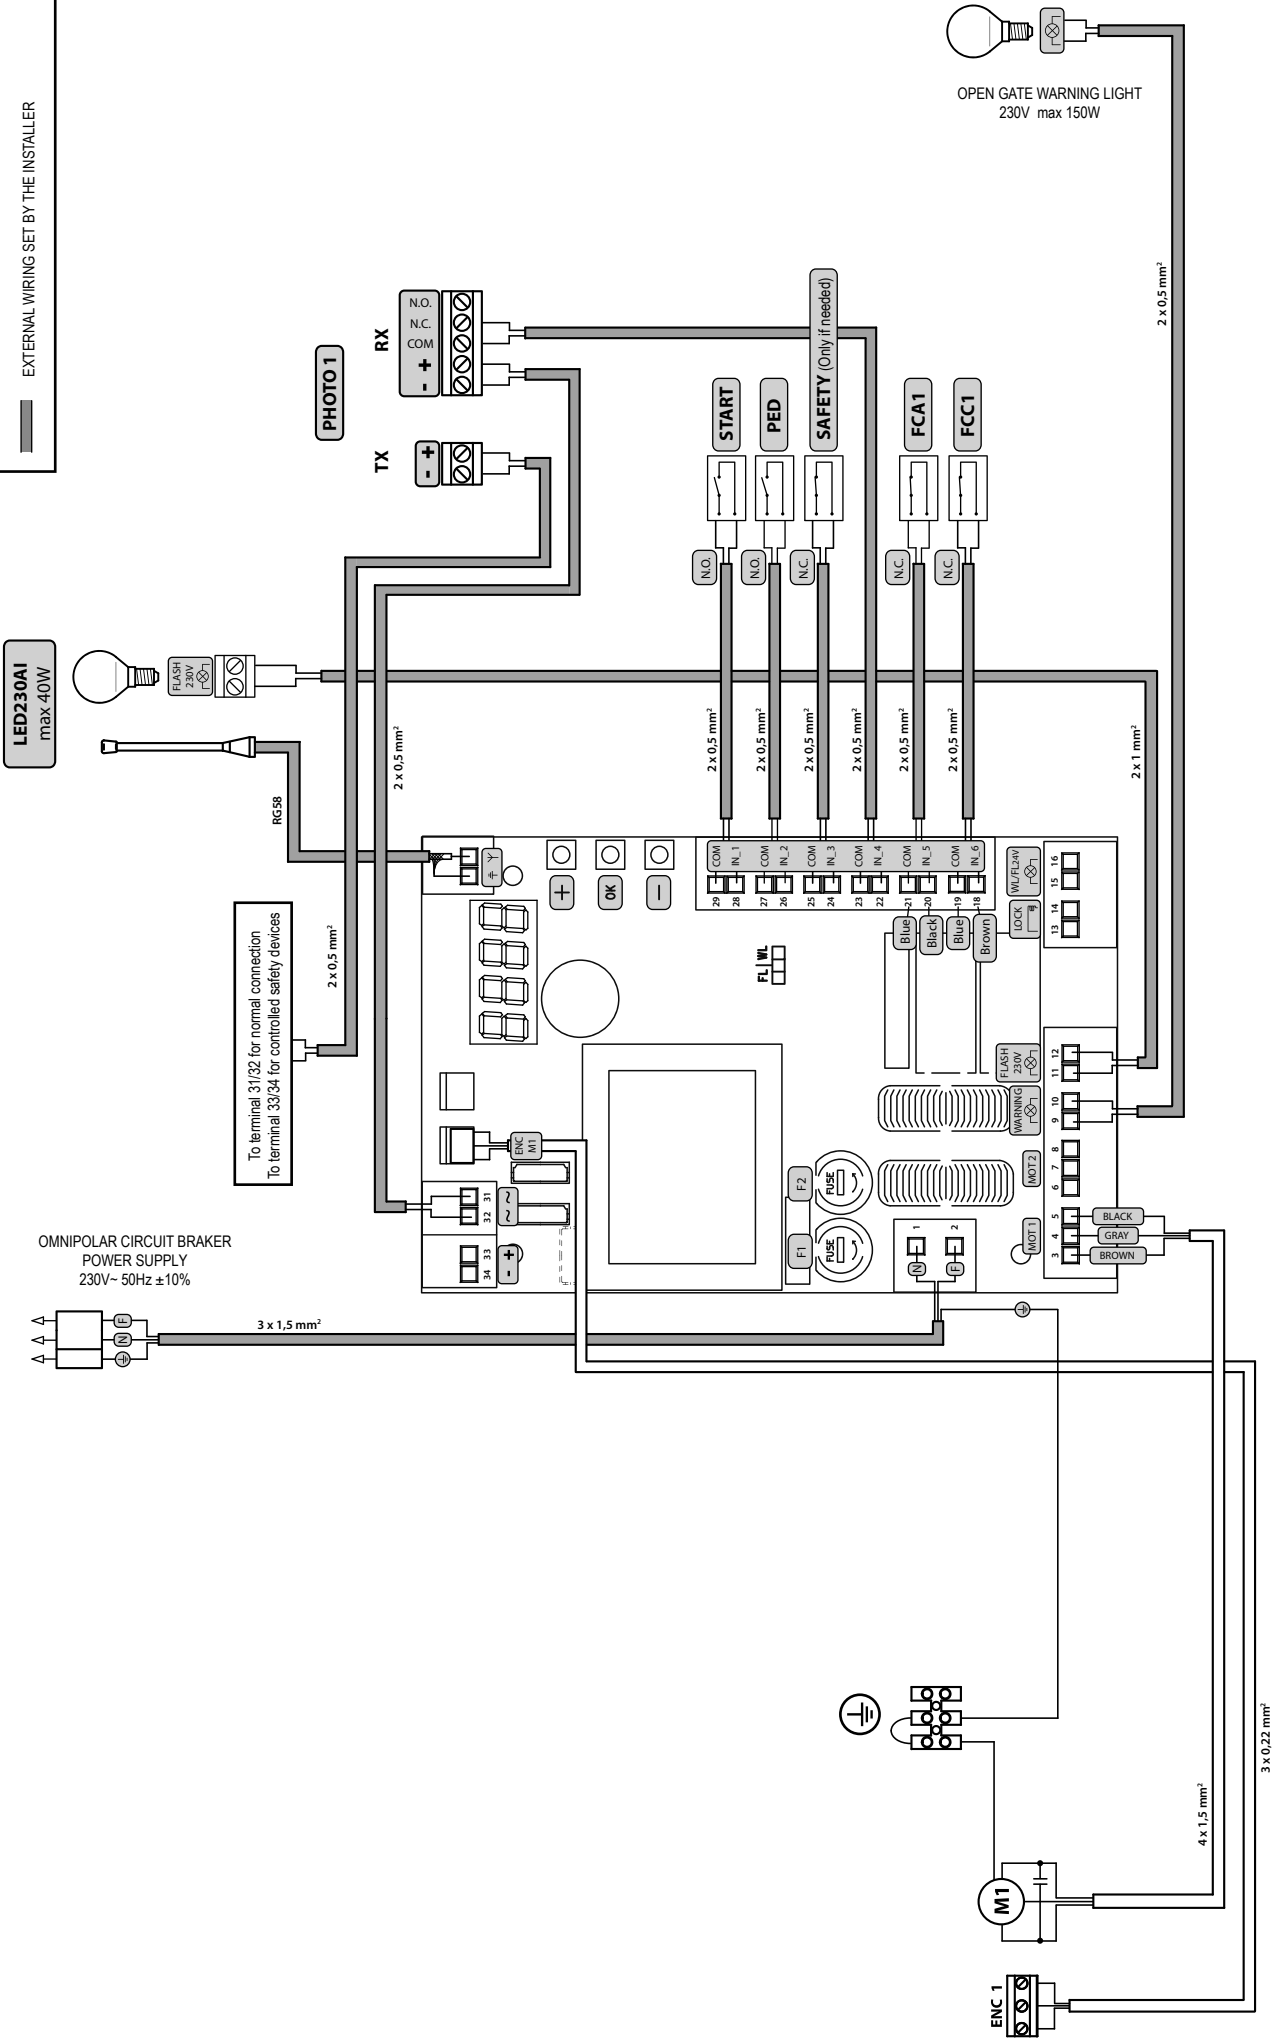 EXTERNAL WIRING SET BY THE INSTALLER
OPEN GATE WARNING LIGHT
230V max 150W
2 x 0,5 mm²
PHOTO 1
RX
N.O.
N.C.
COM
- +
TX
- +
LED230AI
max 40W
FLASH
230V
RG58
2 x 0,5 mm²
2 x 0,5 mm²
To terminal 31/32 for normal connection
To terminal 33/34 for controlled safety devices
START
PED
SAFETY (Only if needed)
FCA1
FCC1
N.O.
N.O.
N.C.
N.C.
N.C.
2 x 0,5 mm²
2 x 0,5 mm²
2 x 0,5 mm²
2 x 0,5 mm²
2 x 0,5 mm²
2 x 0,5 mm²
2 x 1 mm²
+
OK
-
COM
IN_1
COM
IN_2
COM
IN_3
COM
IN_4
COM
IN_5
COM
IN_6
29
28
27
26
25
24
23
22
21
20
19
18
Blue
Black
Blue
Brown
FL WL
WL/FL24V
LOCK
16
15
14
13
FLASH
230V
WARNING
MOT 2
MOT 1
12
11
10
9
8
7
6
5
4
3
BLACK
GRAY
BROWN
ENC
M1
31
32
33
34
~ ~
- +
F2
FUSE
F1
FUSE
1
2
N
F
OMNIPOLAR CIRCUIT BRAKER
POWER SUPPLY
230V~ 50Hz ±10%
F
N
3 x 1,5 mm²
M1
ENC 1
4 x 1,5 mm²
3 x 0,22 mm²